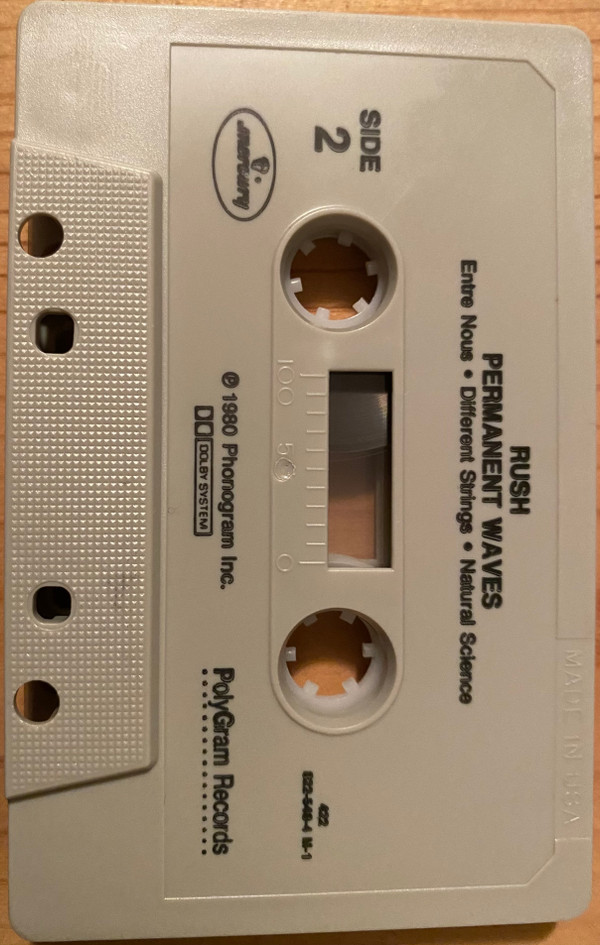 RUSH
PERMANENT WAVES
Entre Nous • Different Strings • Natural Science
SIDE
2
mercury
100 50 0
422
822-548-4 M-1
℗ 1980 Phonogram Inc.
DOLBY SYSTEM
PolyGram Records
MADE IN USA